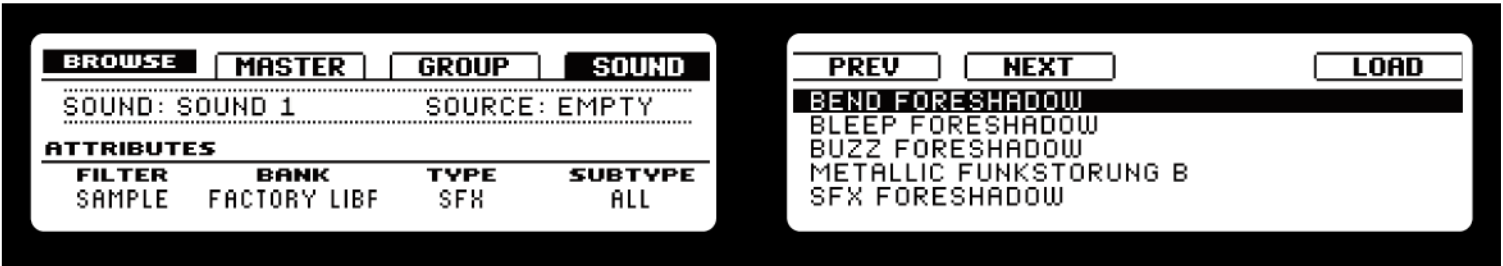 BROWSE MASTER GROUP SOUND
SOUND: SOUND 1 SOURCE: EMPTY
ATTRIBUTES
FILTER BANK TYPE SUBTYPE
SAMPLE FACTORY LIBF SFX ALL
PREV NEXT LOAD
BEND FORESHADOW
BLEEP FORESHADOW
BUZZ FORESHADOW
METALLIC FUNKSTORUNG B
SFX FORESHADOW